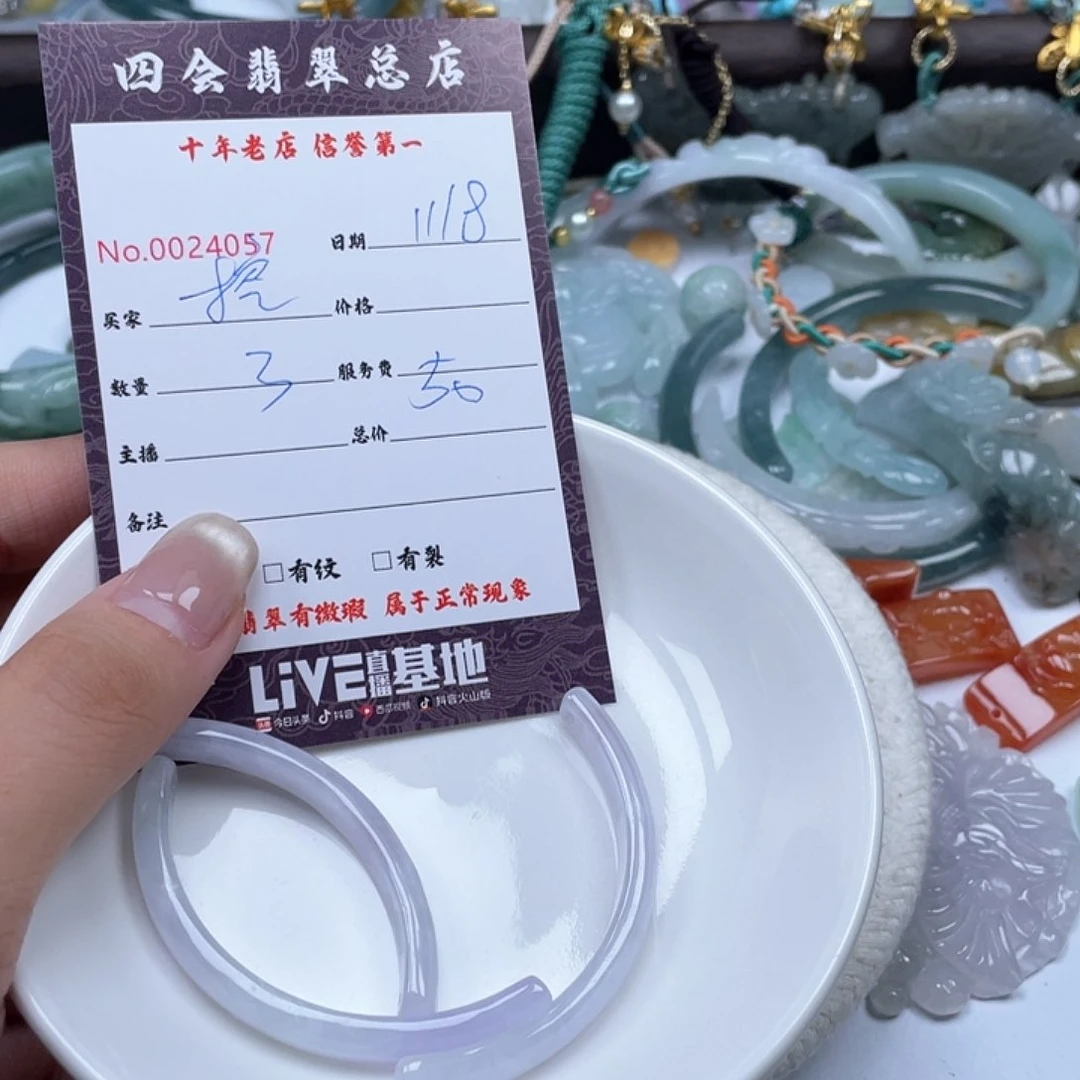 四会翡翠总店
十年老店 信誉第一
No.0024057 日期 11/8
买家 价格
数量 3 服务费 50
主播 总价
备注
□有纹 □有裂
翡翠有微瑕 属于正常现象
LiVE直播基地
今日头条 抖音 西瓜视频 抖音火山版